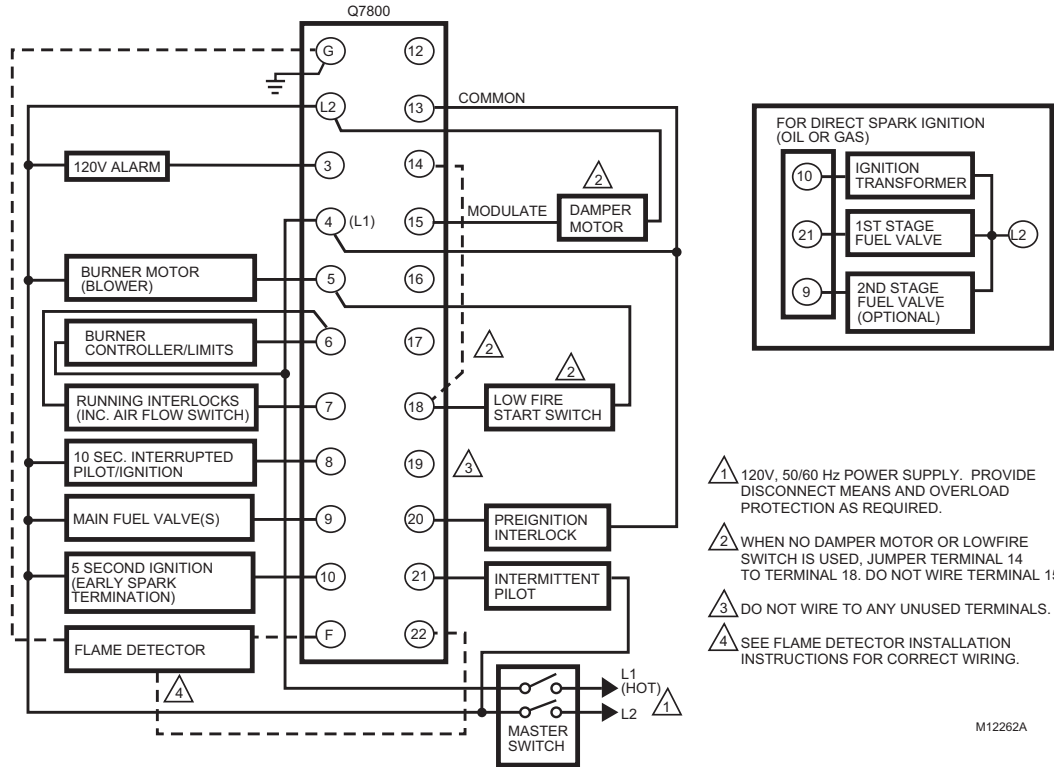 Q7800
G
12
L2
13
COMMON
120V ALARM
3
14
2
4
(L1)
15
MODULATE
DAMPER
MOTOR
BURNER MOTOR
(BLOWER)
5
16
BURNER
CONTROLLER/LIMITS
6
17
2
2
RUNNING INTERLOCKS
(INC. AIR FLOW SWITCH)
7
18
LOW FIRE
START SWITCH
10 SEC. INTERRUPTED
PILOT/IGNITION
8
19
3
MAIN FUEL VALVE(S)
9
20
PREIGNITION
INTERLOCK
5 SECOND IGNITION
(EARLY SPARK
TERMINATION)
10
21
INTERMITTENT
PILOT
FLAME DETECTOR
F
22
4
L1
(HOT)
L2
1
MASTER
SWITCH
FOR DIRECT SPARK IGNITION
(OIL OR GAS)
10
IGNITION
TRANSFORMER
21
1ST STAGE
FUEL VALVE
L2
9
2ND STAGE
FUEL VALVE
(OPTIONAL)
1 120V, 50/60 Hz POWER SUPPLY. PROVIDE
DISCONNECT MEANS AND OVERLOAD
PROTECTION AS REQUIRED.
2 WHEN NO DAMPER MOTOR OR LOWFIRE
SWITCH IS USED, JUMPER TERMINAL 14
TO TERMINAL 18. DO NOT WIRE TERMINAL 15
3 DO NOT WIRE TO ANY UNUSED TERMINALS.
4 SEE FLAME DETECTOR INSTALLATION
INSTRUCTIONS FOR CORRECT WIRING.
M12262A